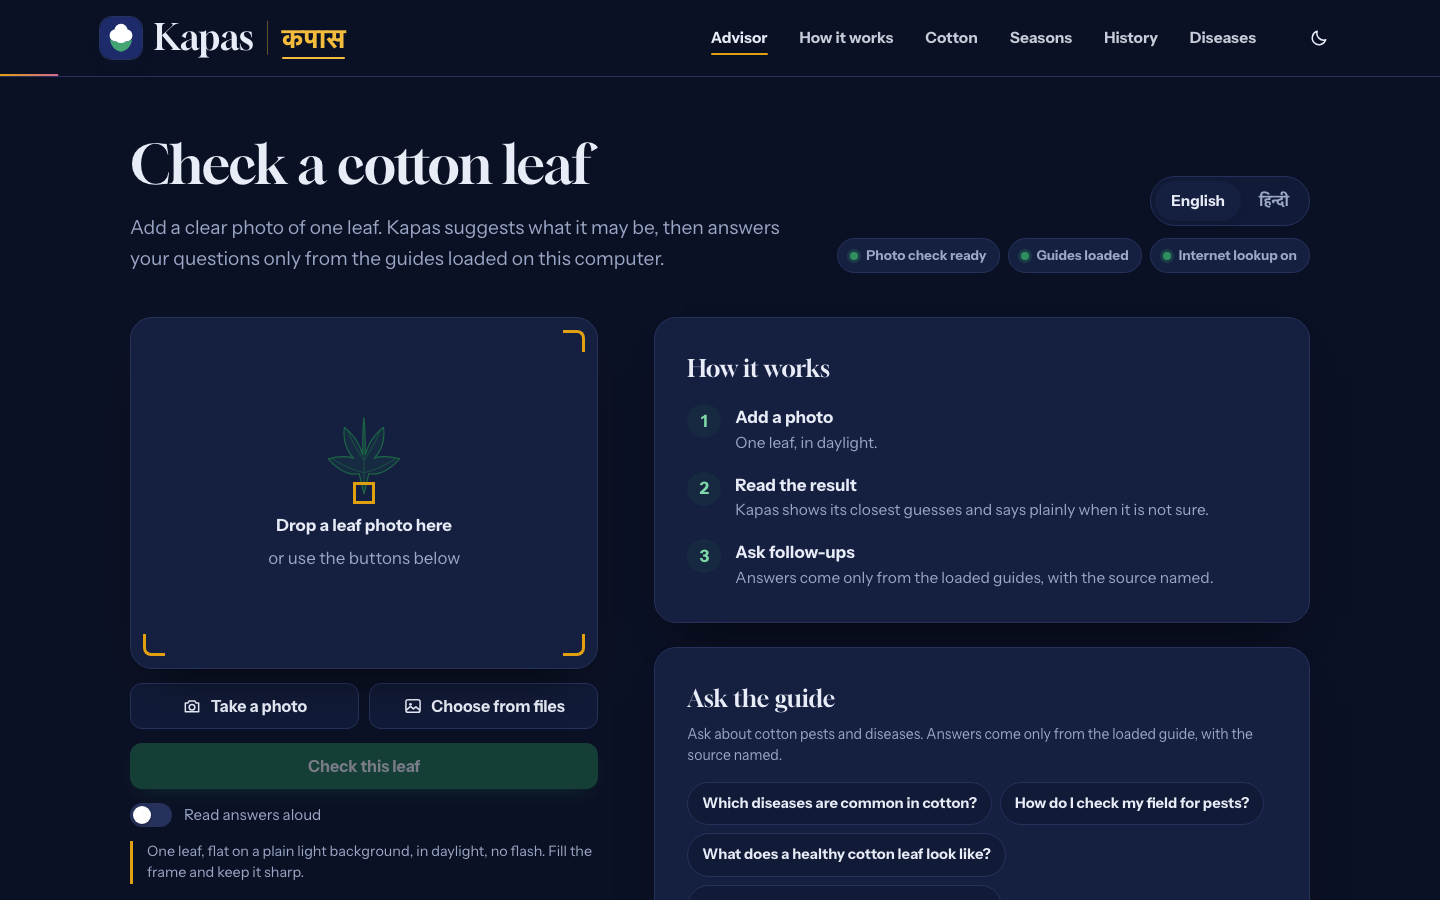 Kapas
कपास
Advisor
How it works
Cotton
Seasons
History
Diseases
Check a cotton leaf
Add a clear photo of one leaf. Kapas suggests what it may be, then answers
your questions only from the guides loaded on this computer.
English
हिन्दी
Photo check ready
Guides loaded
Internet lookup on
Drop a leaf photo here
or use the buttons below
Take a photo
Choose from files
Check this leaf
Read answers aloud
One leaf, flat on a plain light background, in daylight, no flash. Fill the
frame and keep it sharp.
How it works
1
Add a photo
One leaf, in daylight.
2
Read the result
Kapas shows its closest guesses and says plainly when it is not sure.
3
Ask follow-ups
Answers come only from the loaded guides, with the source named.
Ask the guide
Ask about cotton pests and diseases. Answers come only from the loaded guide, with the
source named.
Which diseases are common in cotton?
How do I check my field for pests?
What does a healthy cotton leaf look like?